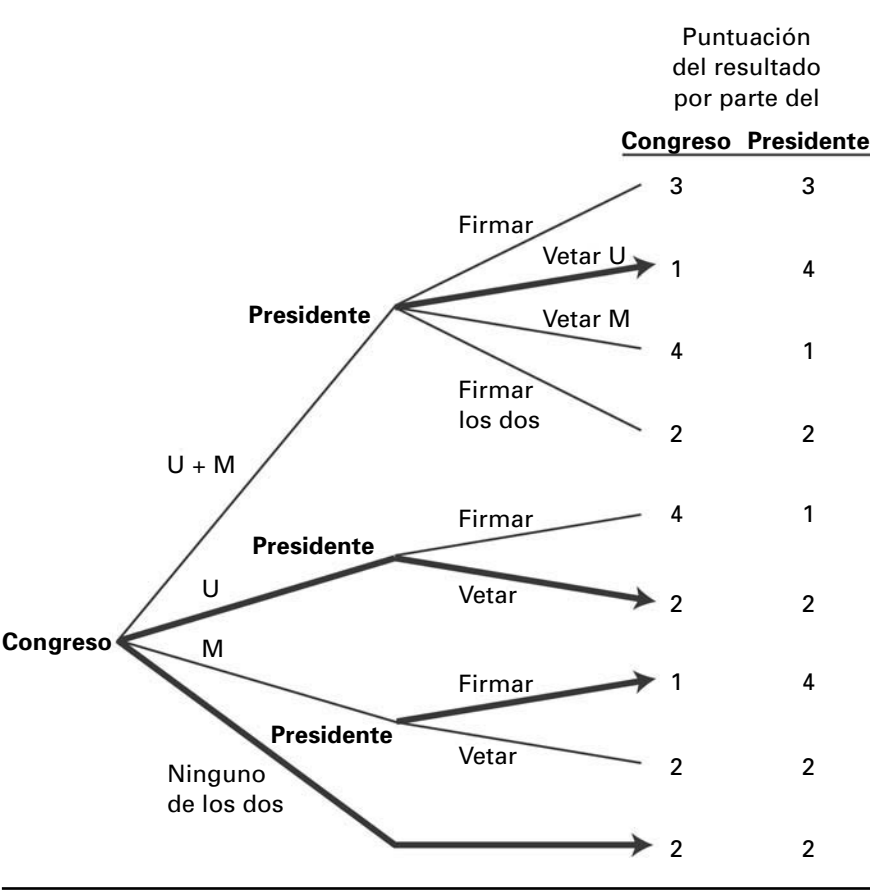 Puntuación
del resultado
por parte del
Congreso Presidente
3 3
Firmar
Vetar U
1 4
Presidente
Vetar M
4 1
Firmar
los dos
2 2
U + M
Firmar
4 1
Presidente
U
Vetar
2 2
Congreso
M
Firmar
1 4
Presidente
Vetar
2 2
Ninguno
de los dos
2 2